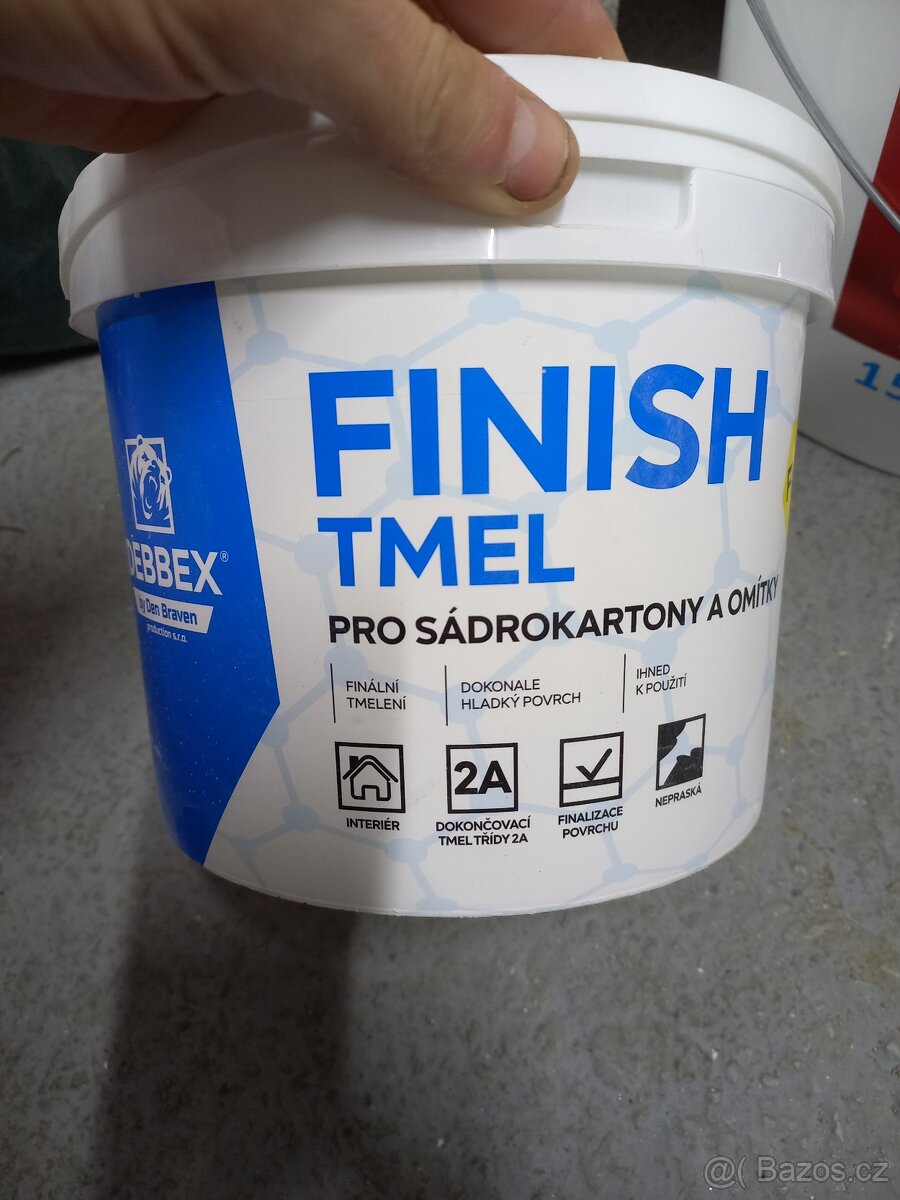 FINISH
TMEL
PRO SÁDROKARTONY A OMÍTKY
DEBBEX®
by Den Braven
production s.r.o.
FINÁLNÍ
TMELENÍ
DOKONALE
HLADKÝ POVRCH
IHNED
K POUŽITÍ
INTERIÉR
2A
DOKONČOVACÍ
TMEL TŘÍDY 2A
FINALIZACE
POVRCHU
NEPRASKÁ
@( Bazos.cz